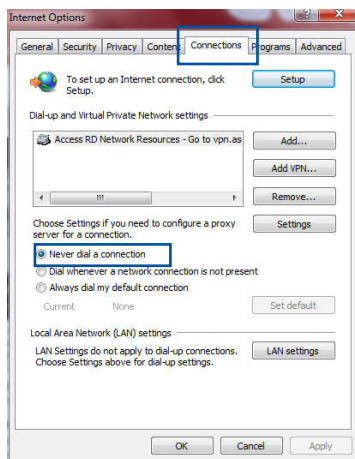 Internet Options
General Security Privacy Content Connections Programs Advanced
To set up an Internet connection, click
Setup.
Setup
Dial-up and Virtual Private Network settings
Access RD Network Resources - Go to vpn.as
Add...
Add VPN...
Remove...
Choose Settings if you need to configure a proxy
server for a connection.
Settings
Never dial a connection
Dial whenever a network connection is not present
Always dial my default connection
Current None
Set default
Local Area Network (LAN) settings
LAN Settings do not apply to dial-up connections.
Choose Settings above for dial-up settings.
LAN settings
OK Cancel Apply